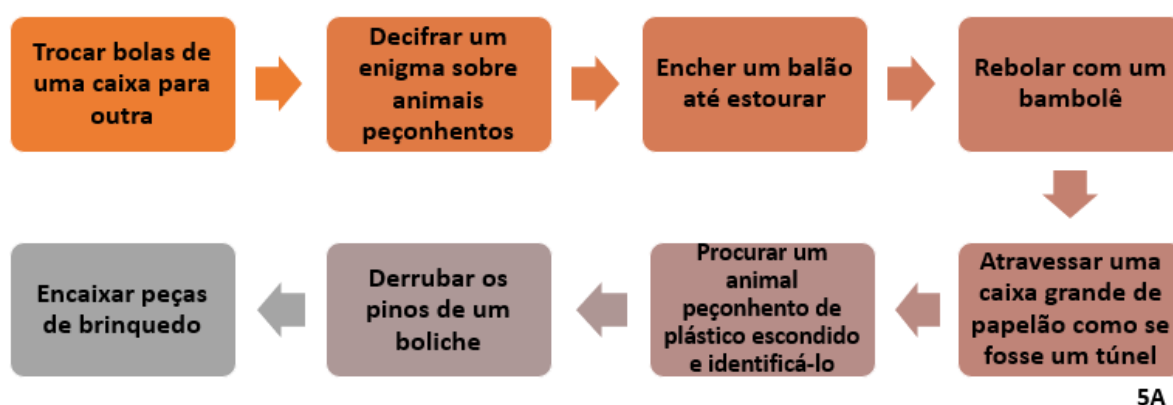 Trocar bolas de
uma caixa para
outra
Decifrar um
enigma sobre
animais
peçonhentos
Encher um balão
até estourar
Rebolar com um
bambolê
Atravessar uma
caixa grande de
papelão como se
fosse um túnel
Procurar um
animal
peçonhento de
plástico escondido
e identificá-lo
Derrubar os
pinos de um
boliche
Encaixar peças
de brinquedo
5A